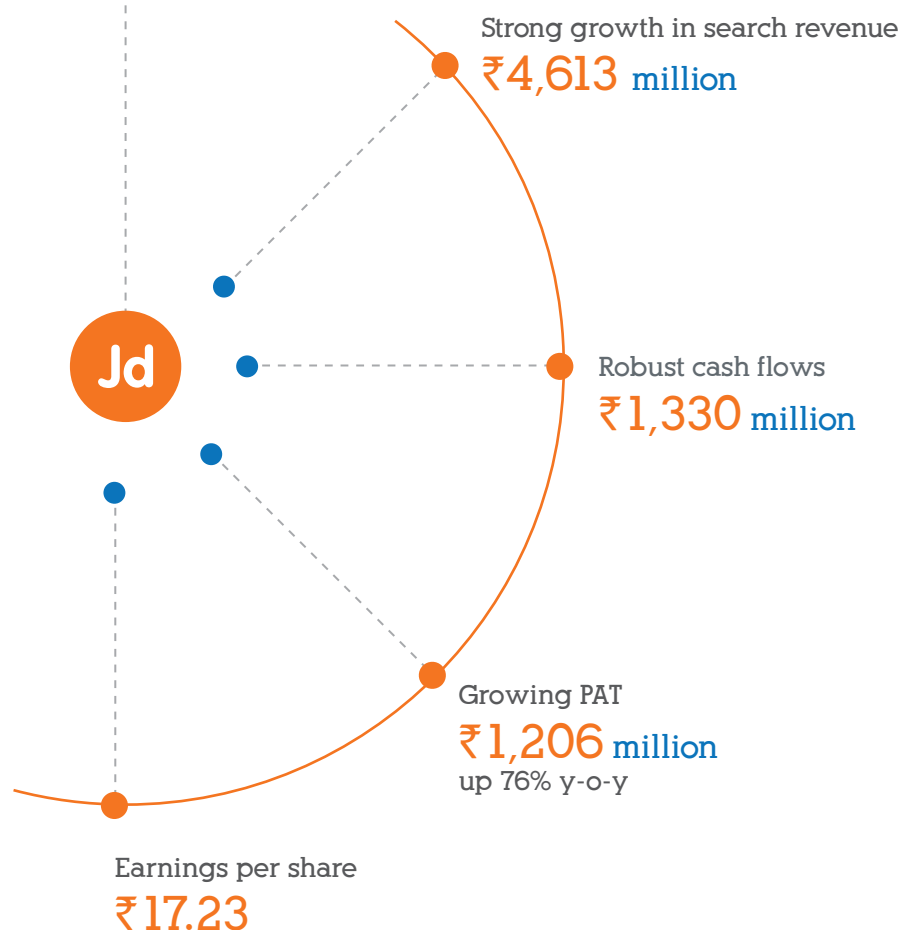 Strong growth in search revenue
₹4,613 million
Jd
Robust cash flows
₹1,330 million
Growing PAT
₹1,206 million
up 76% y-o-y
Earnings per share
₹17.23